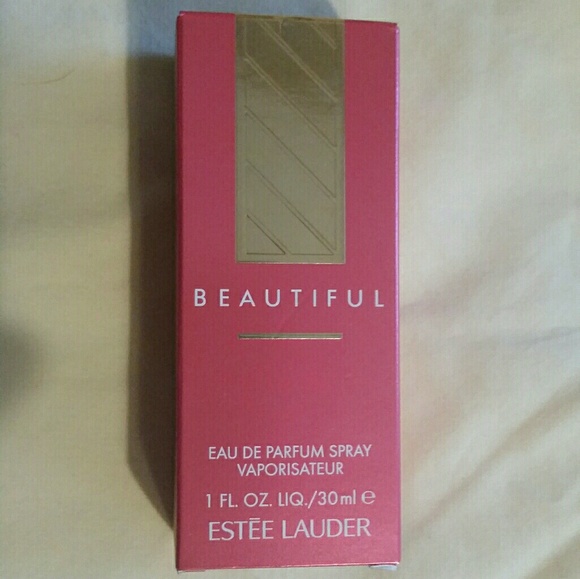 BEAUTIFUL
EAU DE PARFUM SPRAY
VAPORISATEUR
1 FL. OZ. LIQ./30ml ℮
ESTĒE LAUDER